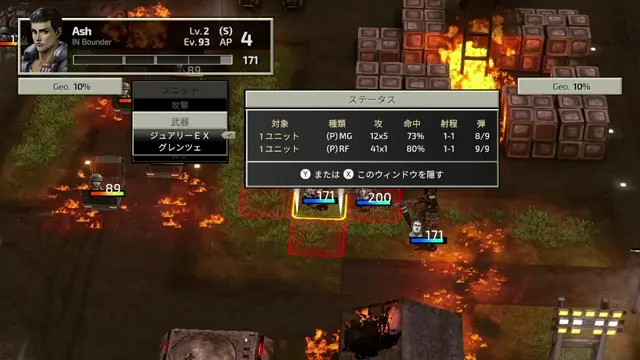 Ash
Lv. 2 (S)
IN Bounder
Ev. 93 AP 4
171
171
89
Geo. 10%
Geo. 10%
ユニット
攻撃
武器
ジュアリーEX
グレンツェ
ステータス
対象 種類 攻 命中 射程 弾
1ユニット (P)MG 12x5 73% 1-1 8/9
1ユニット (P)RF 41x1 80% 1-1 9/9
Y または X このウィンドウを隠す
89
171
200
171